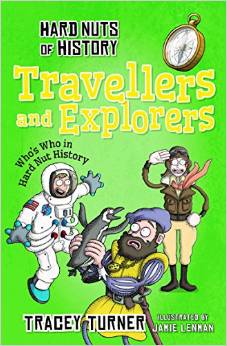 HARD NUTS
OF HISTORY
Travellers
and Explorers
Who's Who in
Hard Nut History
TRACEY TURNER
ILLUSTRATED BY
JAMIE LENMAN